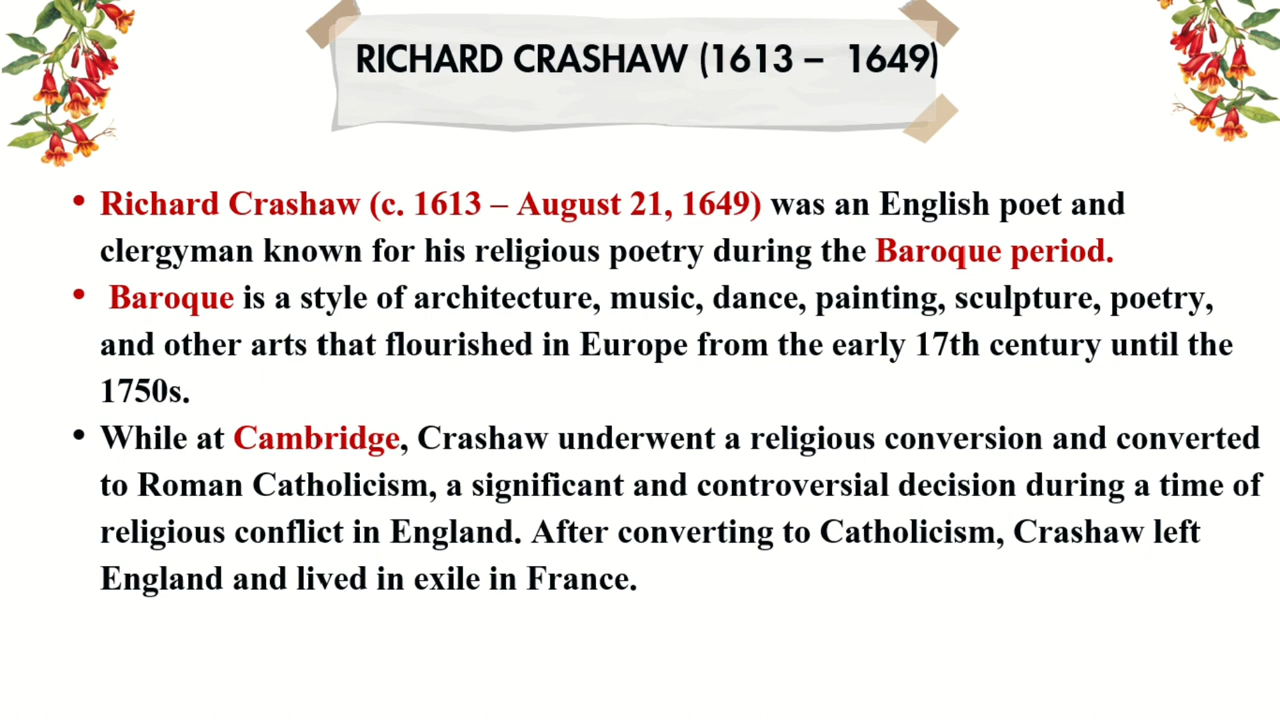 RICHARD CRASHAW (1613 – 1649)
• Richard Crashaw (c. 1613 – August 21, 1649) was an English poet and
clergyman known for his religious poetry during the Baroque period.
• Baroque is a style of architecture, music, dance, painting, sculpture, poetry,
and other arts that flourished in Europe from the early 17th century until the
1750s.
• While at Cambridge, Crashaw underwent a religious conversion and converted
to Roman Catholicism, a significant and controversial decision during a time of
religious conflict in England. After converting to Catholicism, Crashaw left
England and lived in exile in France.